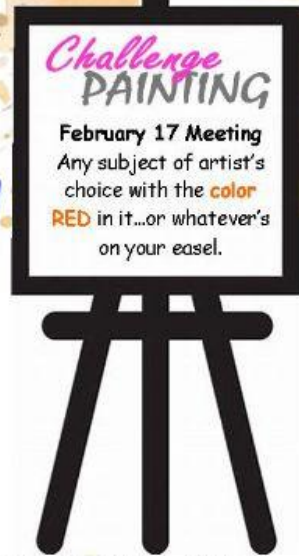 Challenge
PAINTING
February 17 Meeting
Any subject of artist's
choice with the color
RED in it...or whatever's
on your easel.